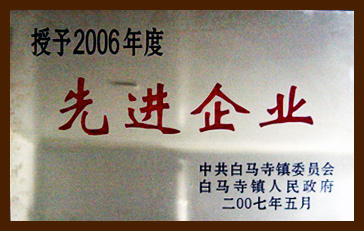 授予2006年度
先进企业
中共白马寺镇委员会
白马寺镇人民政府
二00七年五月